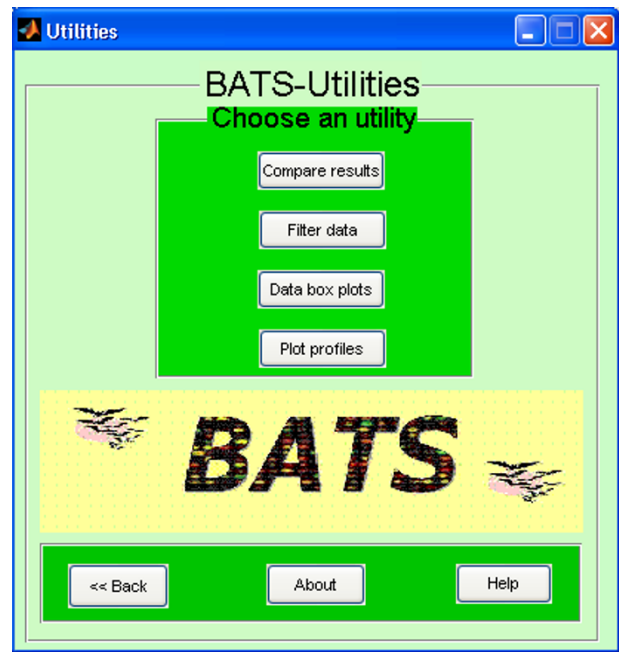 Utilities
BATS-Utilities
Choose an utility
Compare results
Filter data
Data box plots
Plot profiles
BATS
<< Back
About
Help